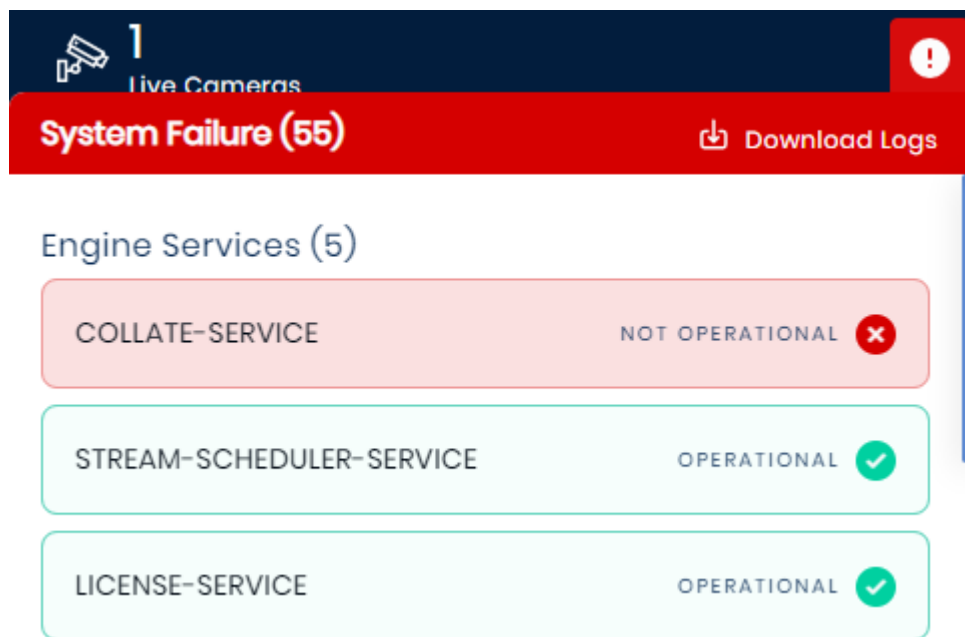 1
Live Cameras
System Failure (55)
Download Logs
Engine Services (5)
COLLATE-SERVICE NOT OPERATIONAL
STREAM-SCHEDULER-SERVICE OPERATIONAL
LICENSE-SERVICE OPERATIONAL